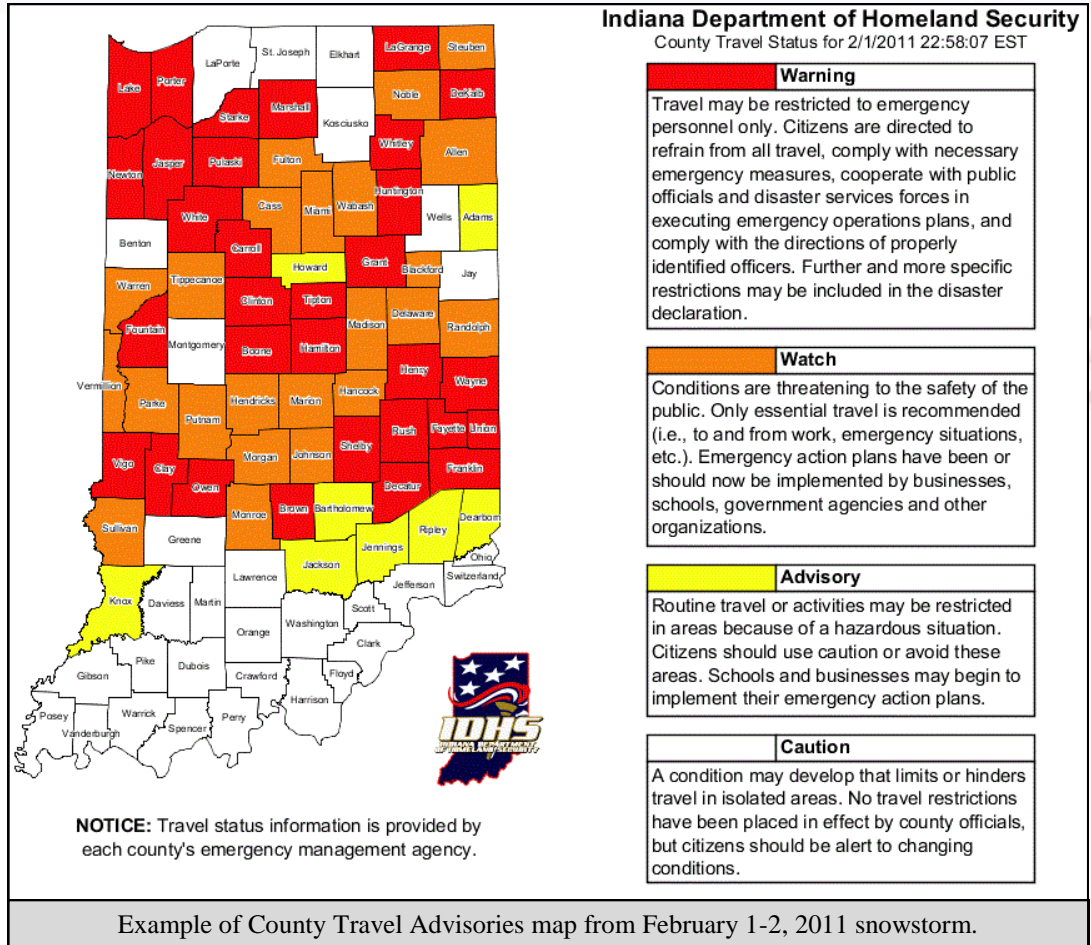 Indiana Department of Homeland Security
County Travel Status for 2/1/2011 22:58:07 EST
LaPorte
St. Joseph
Elkhart
LaGrange
Steuben
Lake
Porter
Noble
DeKalb
Starke
Marshall
Kosciusko
Whitley
Allen
Newton
Jasper
Pulaski
Fulton
Huntington
White
Cass
Miami
Wabash
Wells
Adams
Benton
Carroll
Howard
Grant
Blackford
Jay
Warren
Tippecanoe
Clinton
Tipton
Madison
Delaware
Randolph
Fountain
Montgomery
Boone
Hamilton
Henry
Wayne
Vermillion
Parke
Putnam
Hendricks
Marion
Hancock
Rush
Fayette
Union
Shelby
Vigo
Clay
Owen
Morgan
Johnson
Franklin
Decatur
Sullivan
Greene
Monroe
Brown
Bartholomew
Ripley
Dearborn
Jennings
Jackson
Ohio
Switzerland
Jefferson
Knox
Daviess
Martin
Lawrence
Scott
Washington
Orange
Clark
Gibson
Pike
Dubois
Crawford
Floyd
Harrison
Posey
Vanderburgh
Warrick
Spencer
Perry
IDHS
INDIANA DEPARTMENT
OF HOMELAND SECURITY
NOTICE: Travel status information is provided by
each county's emergency management agency.
Warning
Travel may be restricted to emergency
personnel only. Citizens are directed to
refrain from all travel, comply with necessary
emergency measures, cooperate with public
officials and disaster services forces in
executing emergency operations plans, and
comply with the directions of properly
identified officers. Further and more specific
restrictions may be included in the disaster
declaration.
Watch
Conditions are threatening to the safety of the
public. Only essential travel is recommended
(i.e., to and from work, emergency situations,
etc.). Emergency action plans have been or
should now be implemented by businesses,
schools, government agencies and other
organizations.
Advisory
Routine travel or activities may be restricted
in areas because of a hazardous situation.
Citizens should use caution or avoid these
areas. Schools and businesses may begin to
implement their emergency action plans.
Caution
A condition may develop that limits or hinders
travel in isolated areas. No travel restrictions
have been placed in effect by county officials,
but citizens should be alert to changing
conditions.
Example of County Travel Advisories map from February 1-2, 2011 snowstorm.